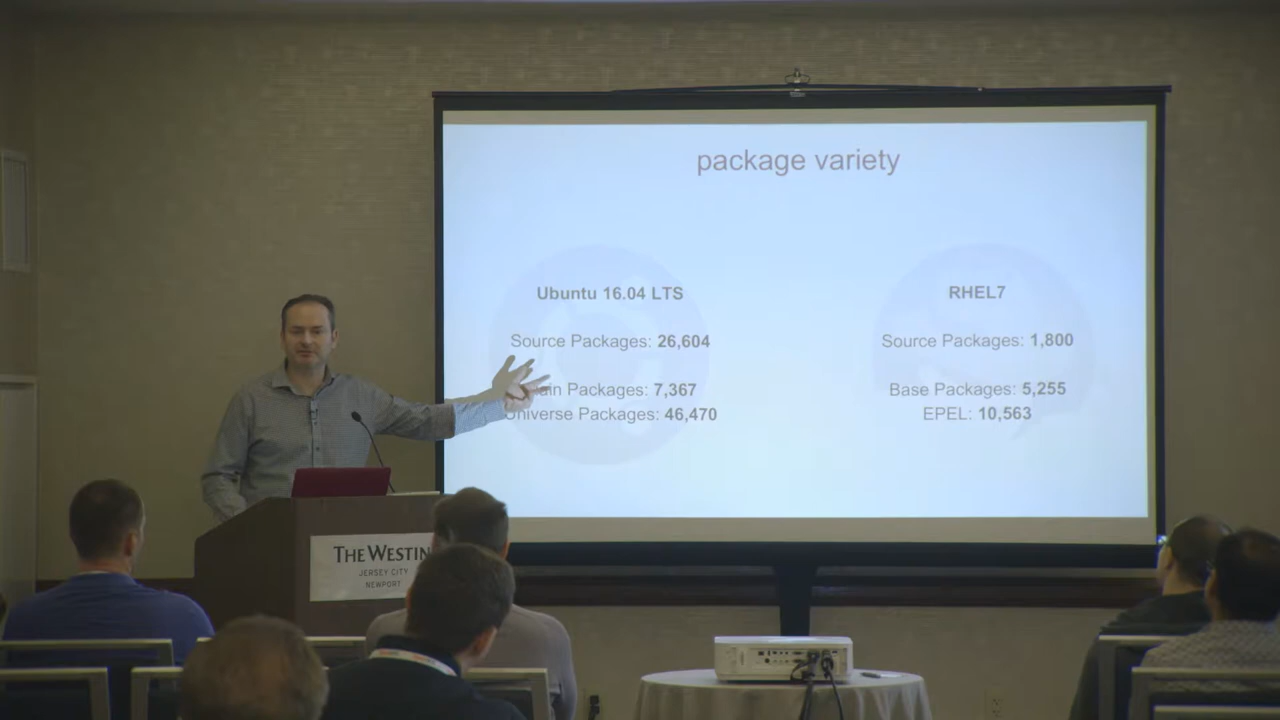 package variety
Ubuntu 16.04 LTS
Source Packages: 26,604
Packages: 7,367
Universe Packages: 46,470
RHEL7
Source Packages: 1,800
Base Packages: 5,255
EPEL: 10,563
THE WESTIN
JERSEY CITY
NEWPORT